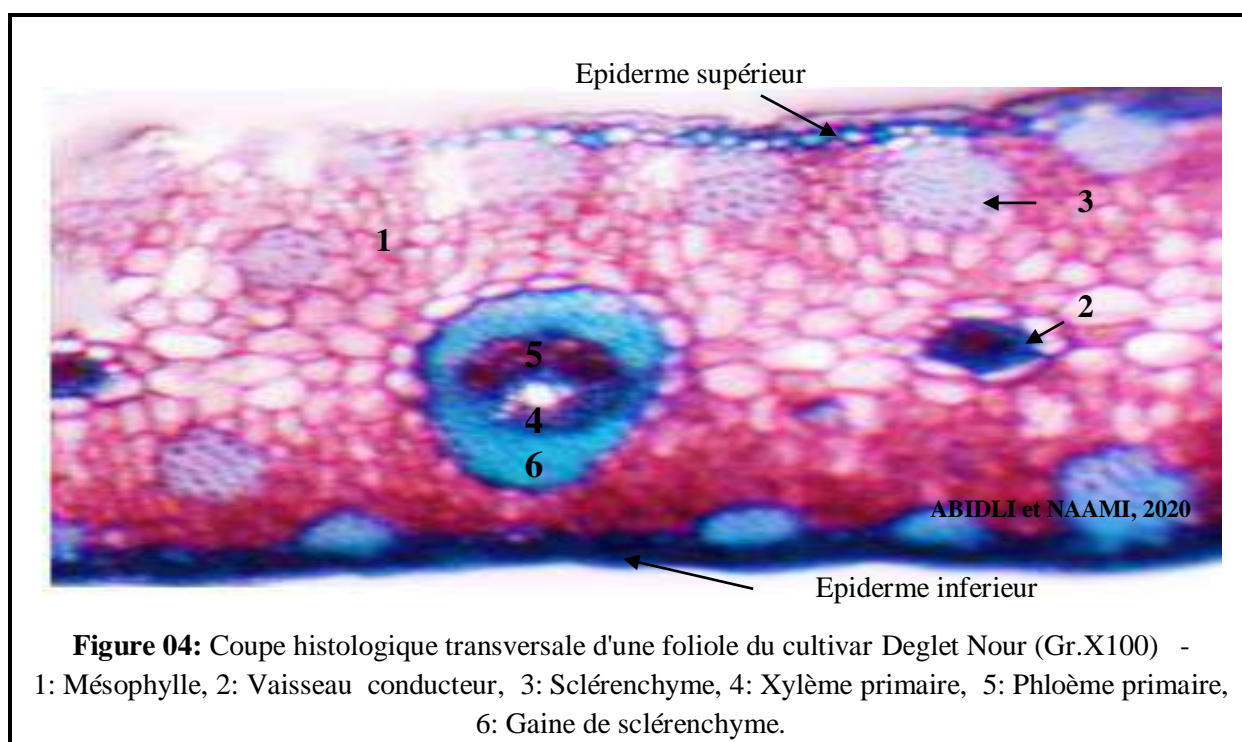 Epiderme supérieur
3
1
2
5
4
6
ABIDLI et NAAMI, 2020
Epiderme inferieur
Figure 04: Coupe histologique transversale d'une foliole du cultivar Deglet Nour (Gr.X100) -
1: Mésophylle, 2: Vaisseau conducteur, 3: Sclérenchyme, 4: Xylème primaire, 5: Phloème primaire,
6: Gaine de sclérenchyme.